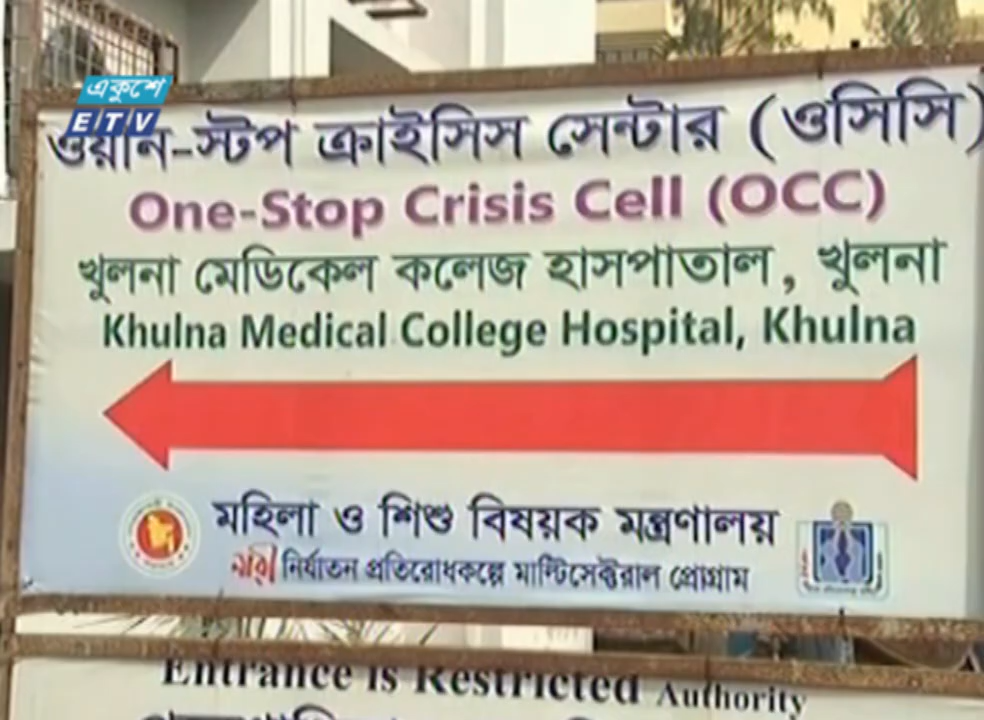 একুশে
ETV
ওয়ান-স্টপ ক্রাইসিস সেন্টার (ওসিসি)
One-Stop Crisis Cell (OCC)
খুলনা মেডিকেল কলেজ হাসপাতাল, খুলনা
Khulna Medical College Hospital, Khulna
মহিলা ও শিশু বিষয়ক মন্ত্রণালয়
নারী নির্যাতন প্রতিরোধকল্পে মাল্টিসেক্টরাল প্রোগ্রাম
Entrance is Restricted Authority